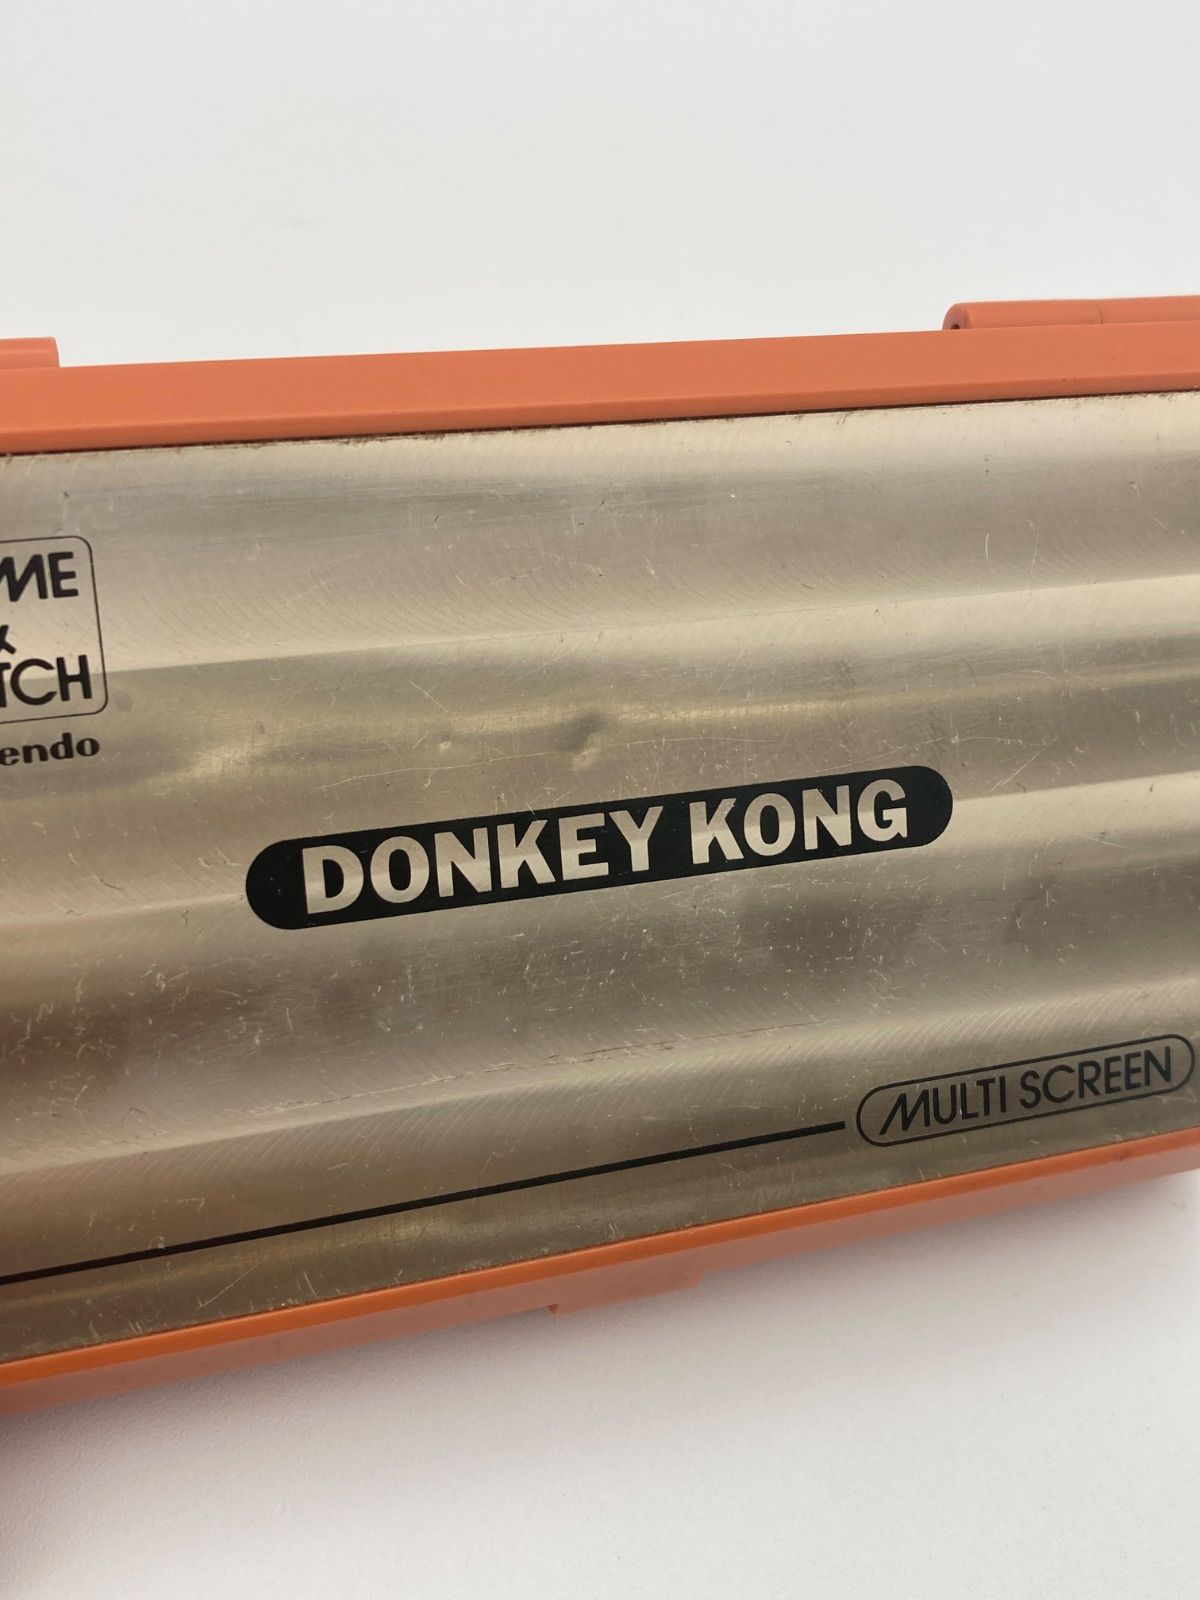 ME
TCH
endo
DONKEY KONG
MULTI SCREEN